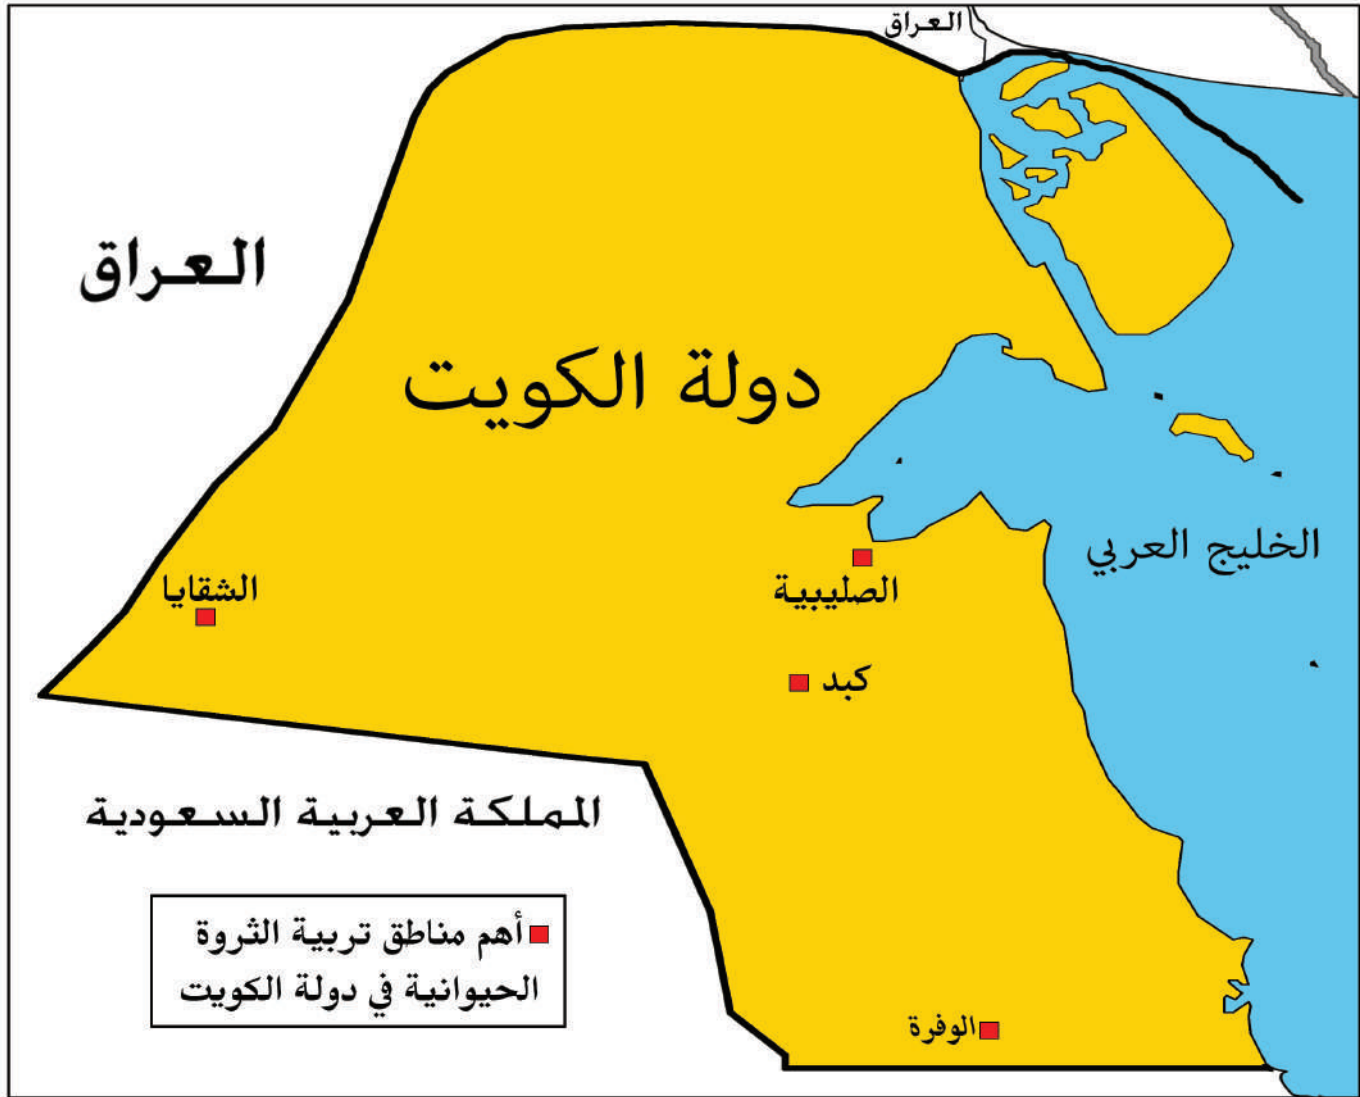 العراق
العراق
دولة الكويت
الخليج العربي
الشقايا
الصليبية
كبد
المملكة العربية السعودية
أهم مناطق تربية الثروة
الحيوانية في دولة الكويت
الوفرة